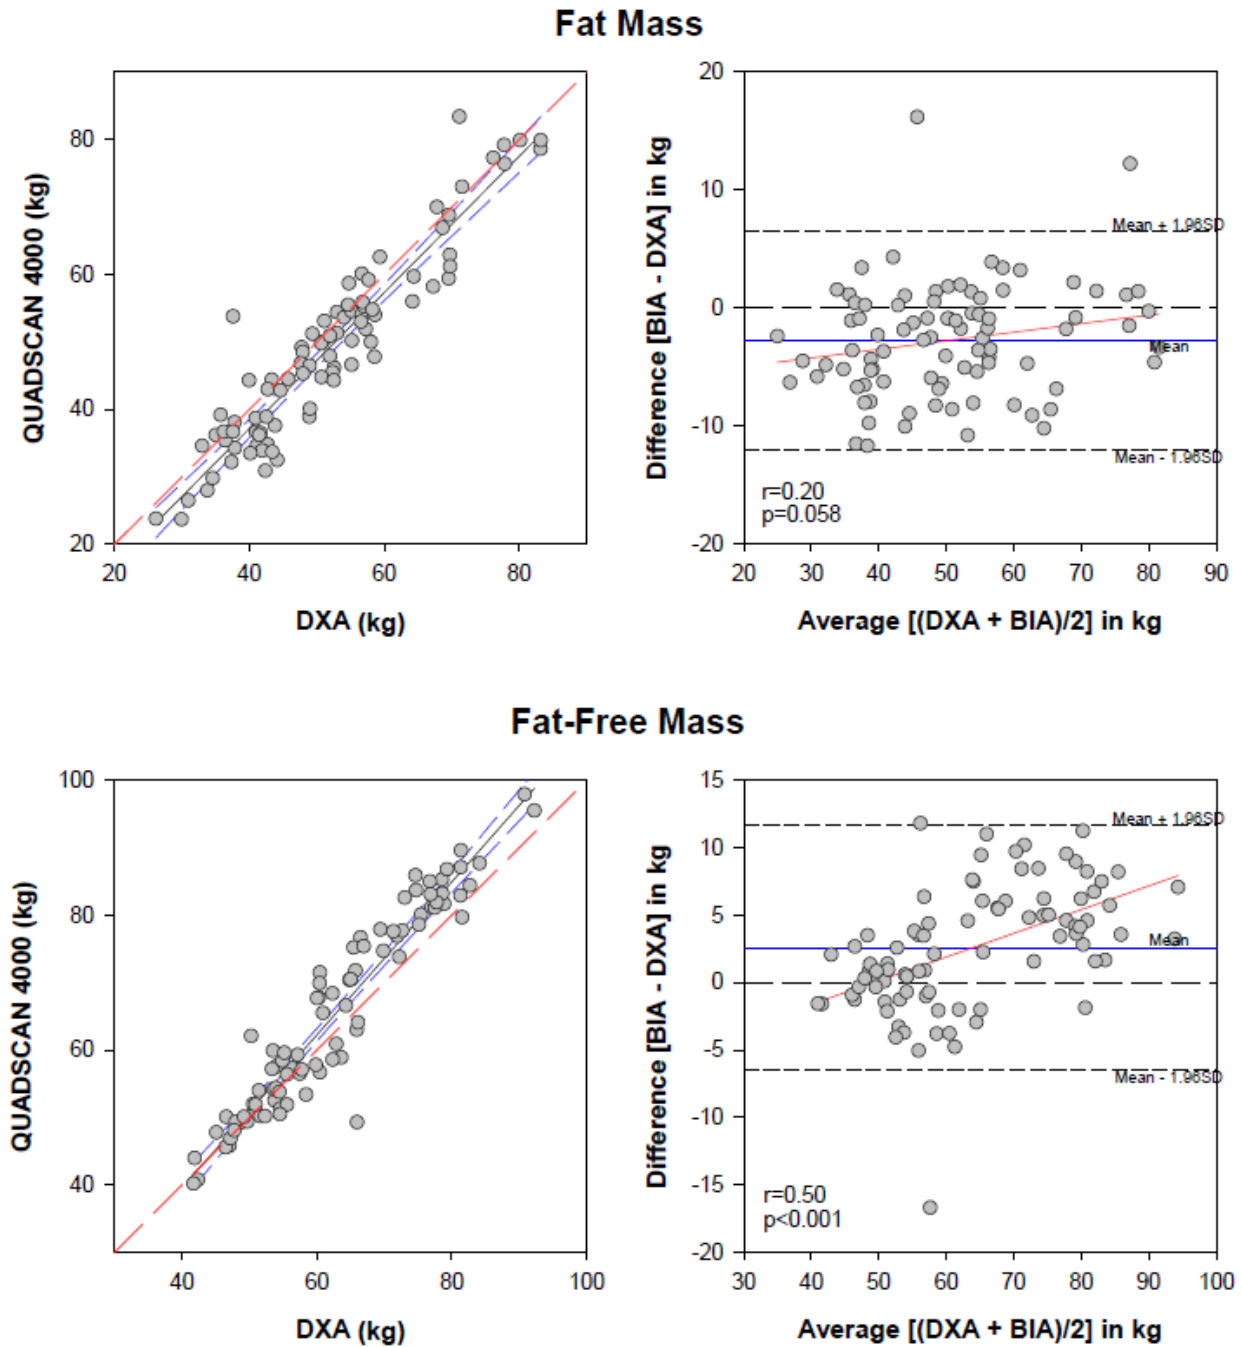 Fat Mass
80
60
40
20
20
40
60
80
QUADSCAN 4000 (kg)
DXA (kg)
20
10
0
-10
-20
20
30
40
50
60
70
80
90
Difference [BIA - DXA] in kg
Average [(DXA + BIA)/2] in kg
Mean + 1.96SD
Mean
Mean - 1.96SD
r=0.20
p=0.058
Fat-Free Mass
100
80
60
40
40
60
80
100
QUADSCAN 4000 (kg)
DXA (kg)
15
10
5
0
-5
-10
-15
-20
30
40
50
60
70
80
90
100
Difference [BIA - DXA] in kg
Average [(DXA + BIA)/2] in kg
Mean + 1.96SD
Mean
Mean - 1.96SD
r=0.50
p<0.001